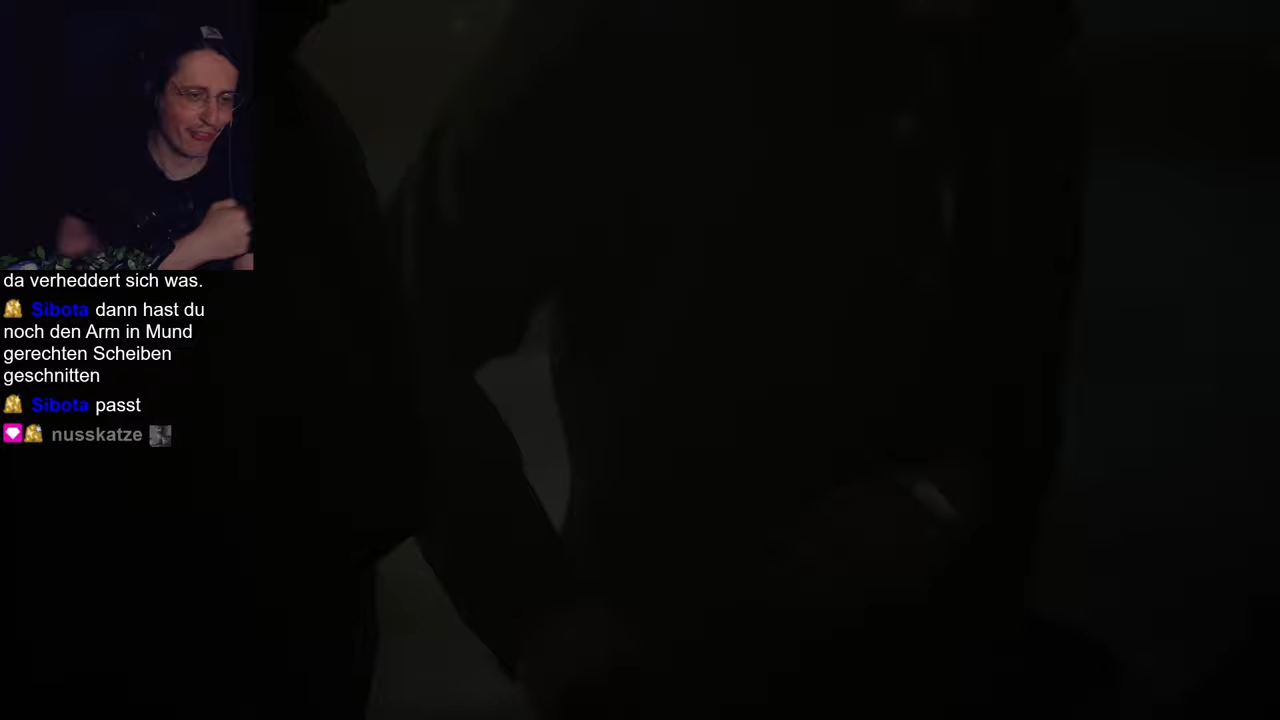 da verheddert sich was.
Sibota dann hast du
noch den Arm in Mund
gerechten Scheiben
geschnitten
Sibota passt
nusskatze